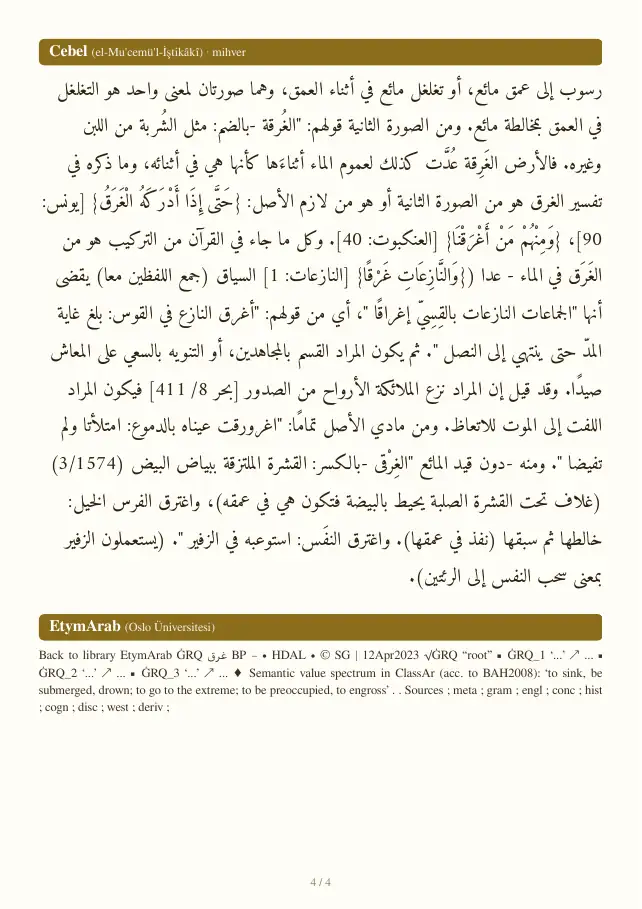 Cebel (el-Mu'cemü'l-İştikâkî) · mihver
رسوب إلى عمق مائع، أو تغلغل مائع في أثناء العمق، وهما صورتان لمعنى واحد هو التغلغل
في العمق بمخالطة مائع. ومن الصورة الثانية قولهم: "الغُرقة -بالضم: مثل الشُربة من اللبن
وغيره. فالأرض الغَرِقة عُدَّت كذلك لعموم الماء أثناءَها كأنها هي في أثنائه، وما ذكره في
تفسير الغرق هو من الصورة الثانية أو هو من لازم الأصل: {حَتَّى إِذَا أَدْرَكَهُ الْغَرَقُ} [يونس:
90]، {وَمِنْهُمْ مَنْ أَغْرَقْنَا} [العنكبوت: 40]. وكل ما جاء في القرآن من التركيب هو من
الغَرَق في الماء - عدا ({وَالنَّازِعَاتِ غَرْقًا} [النازعات: 1] السياق (جمع اللفظين معا) يقضى
أنها "الجماعات النازعات بالقِسِيّ إغراقًا "، أي من قولهم: "أغرق النازع في القوس: بلغ غاية
المدّ حتى ينتهي إلى النصل ". ثم يكون المراد القسم بالمجاهدين، أو التنويه بالسعي على المعاش
صيدًا. وقد قيل إن المراد نزع الملائكة الأرواح من الصدور [بحر 8/ 411] فيكون المراد
اللفت إلى الموت للاتعاظ. ومن مادي الأصل تمامًا: "اغرورقت عيناه بالدموع: امتلأتا ولم
تفيضا ". ومنه -دون قيد المائع "الغِرْقى -بالكسر: القشرة الملتزقة ببياض البيض (3/1574)
(غلاف تحت القشرة الصلبة يحيط بالبيضة فتكون هي في عمقه)، واغترق الفرس الخيل:
خالطها ثم سبقها (نفذ في عمقها). واغترق النفَس: استوعبه في الزفير ". (يستعملون الزفير
بمعنى سحب النفس إلى الرئتين).
EtymArab (Oslo Üniversitesi)
Back to library EtymArab ĠRQ غرق BP – • HDAL • © SG | 12Apr2023 √ĠRQ “root” ▪ ĠRQ_1 ‘...’ ↗ ... ▪
ĠRQ_2 ‘...’ ↗ ... ▪ ĠRQ_3 ‘...’ ↗ ... ♦ Semantic value spectrum in ClassAr (acc. to BAH2008): ‘to sink, be
submerged, drown; to go to the extreme; to be preoccupied, to engross’ . . Sources ; meta ; gram ; engl ; conc ; hist
; cogn ; disc ; west ; deriv ;
4 / 4